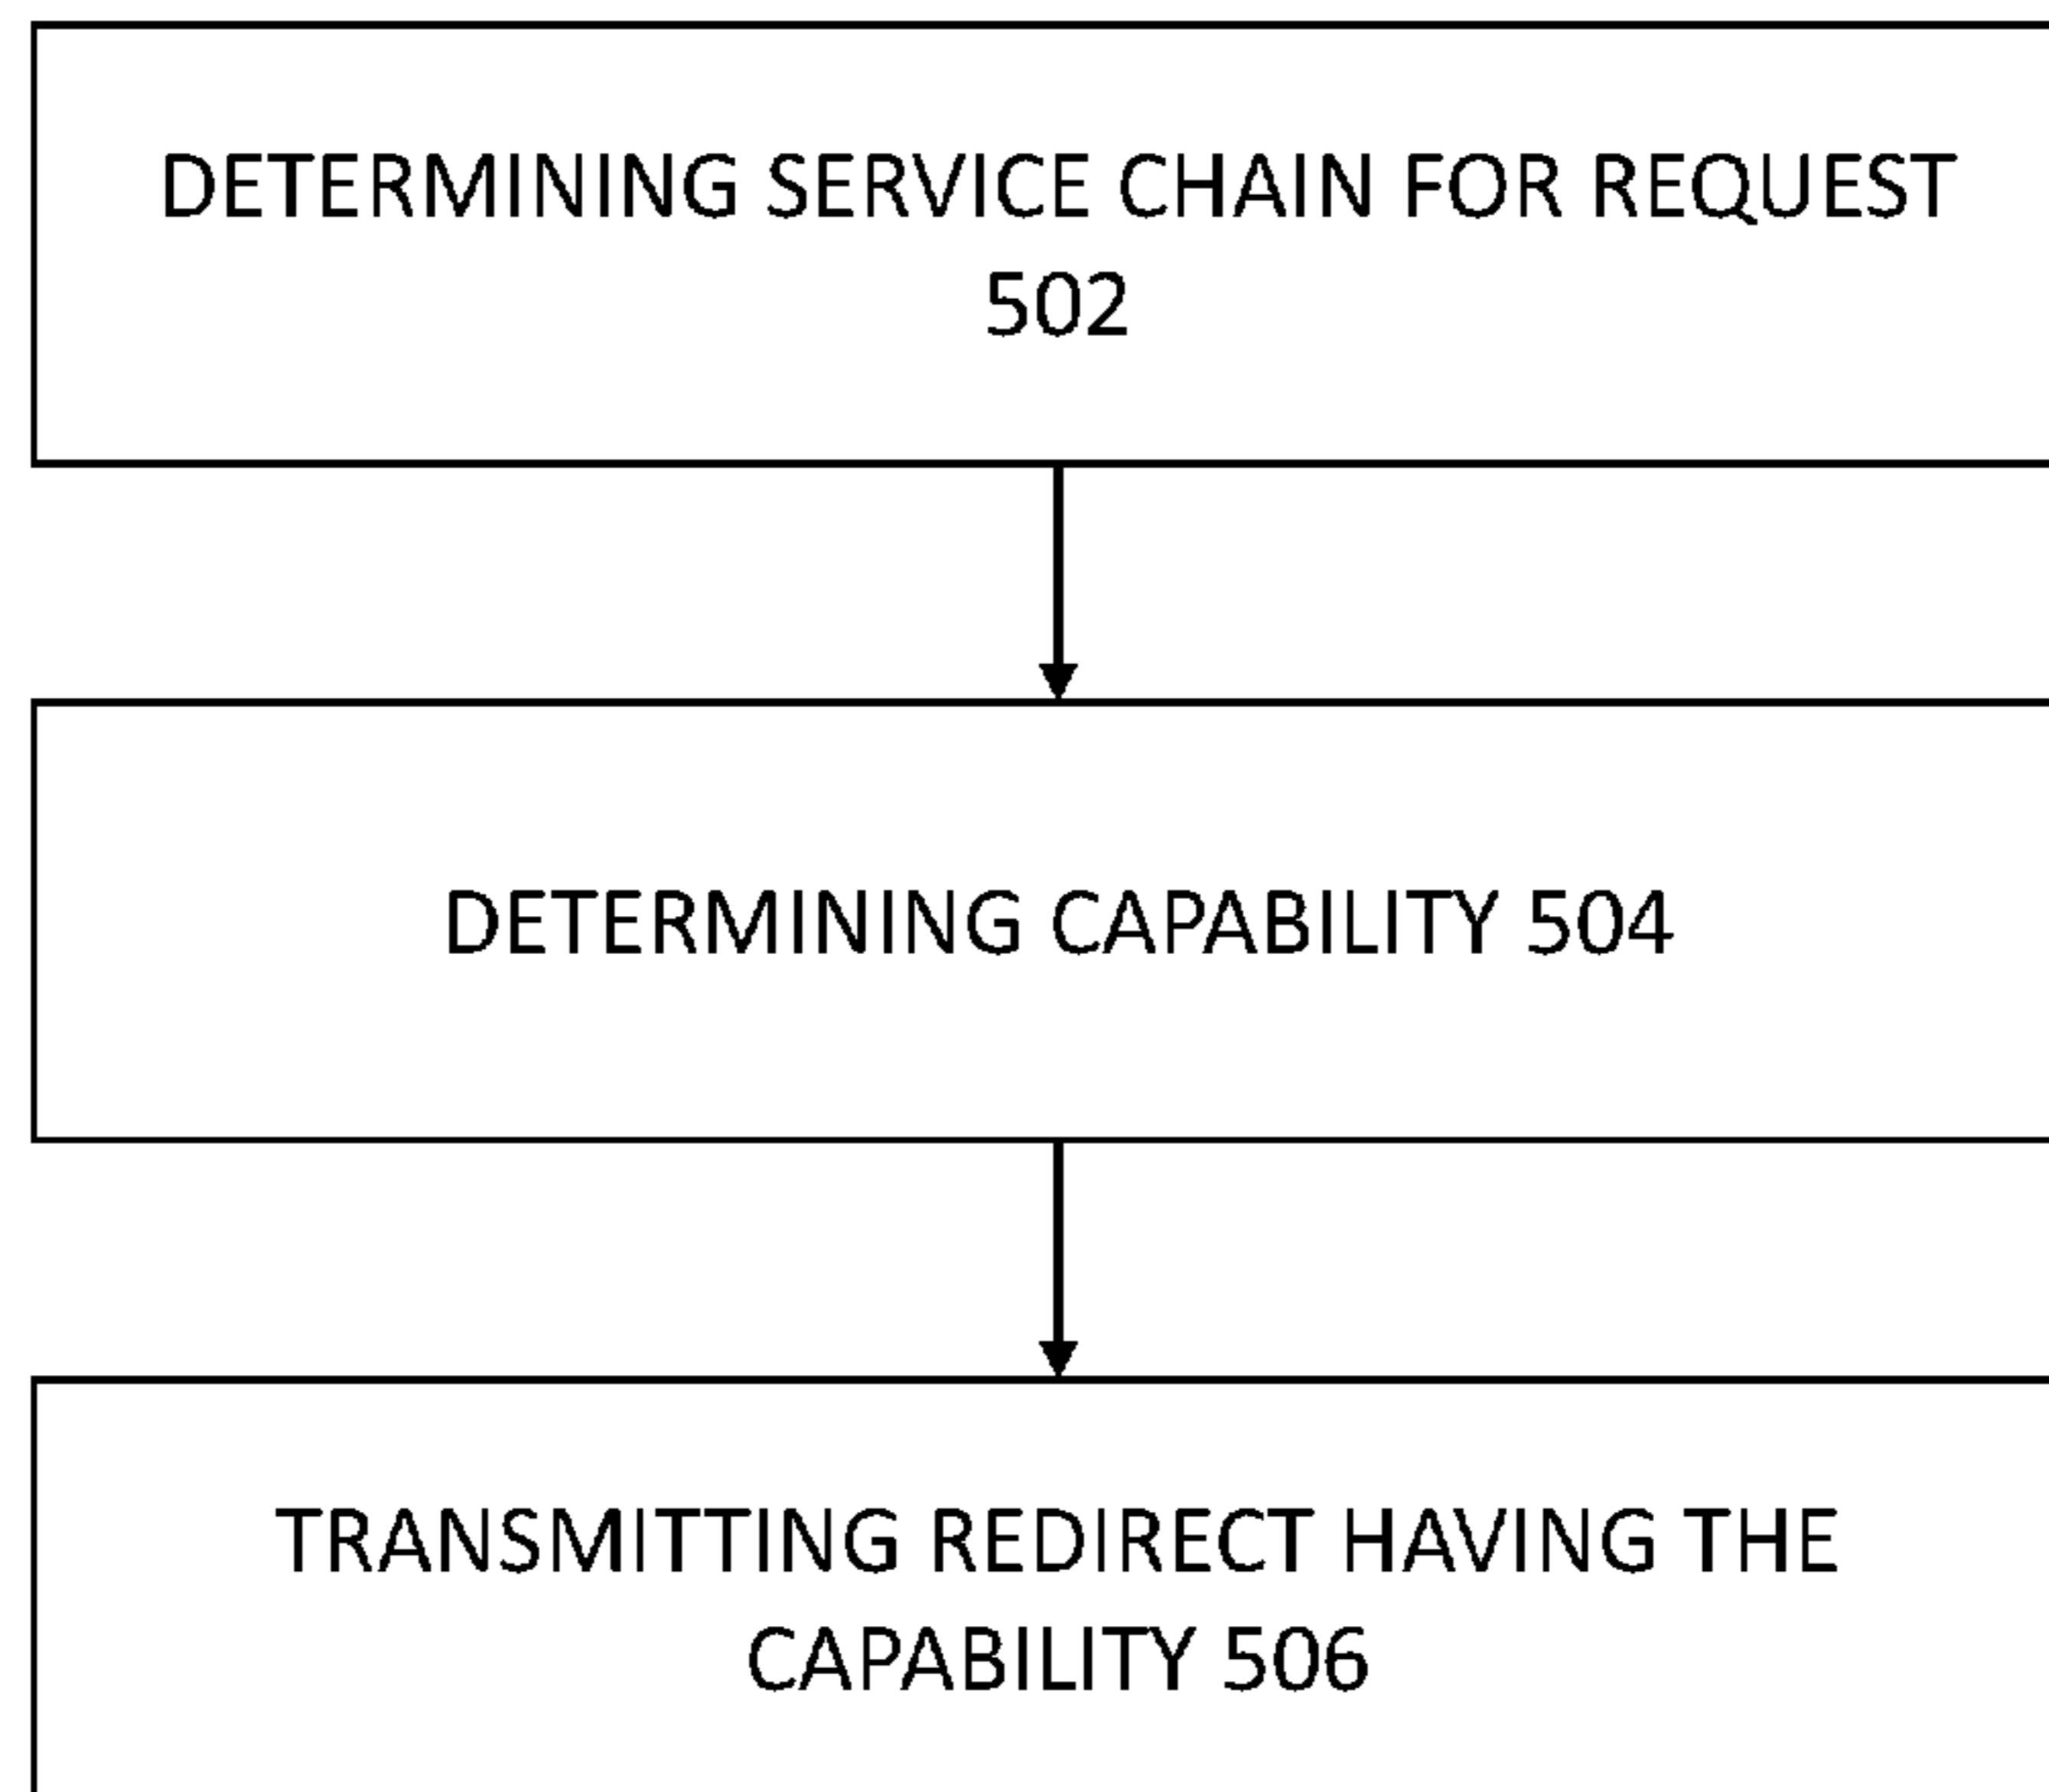 DETERMINING SERVICE CHAIN FOR REQUEST
502
DETERMINING CAPABILITY 504
TRANSMITTING REDIRECT HAVING THE
CAPABILITY 506